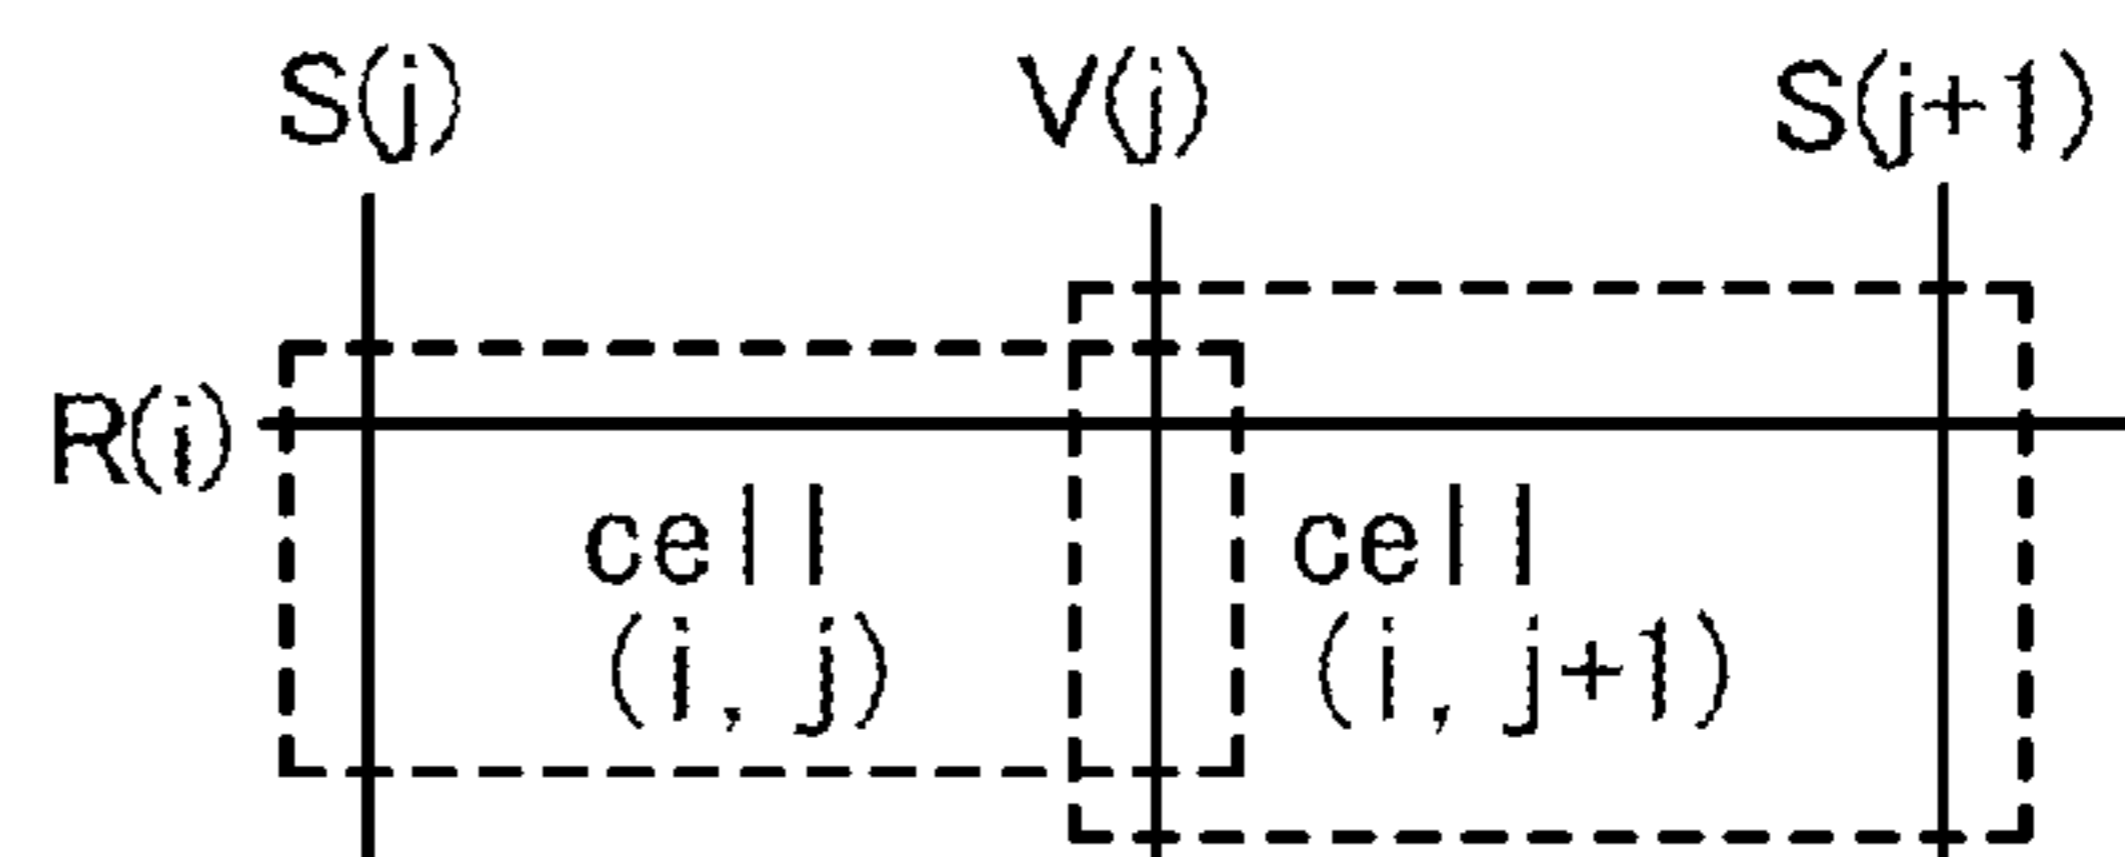 S(j) V(j) S(j+1)
R(i)
cell cell
(i, j) (i, j+1)